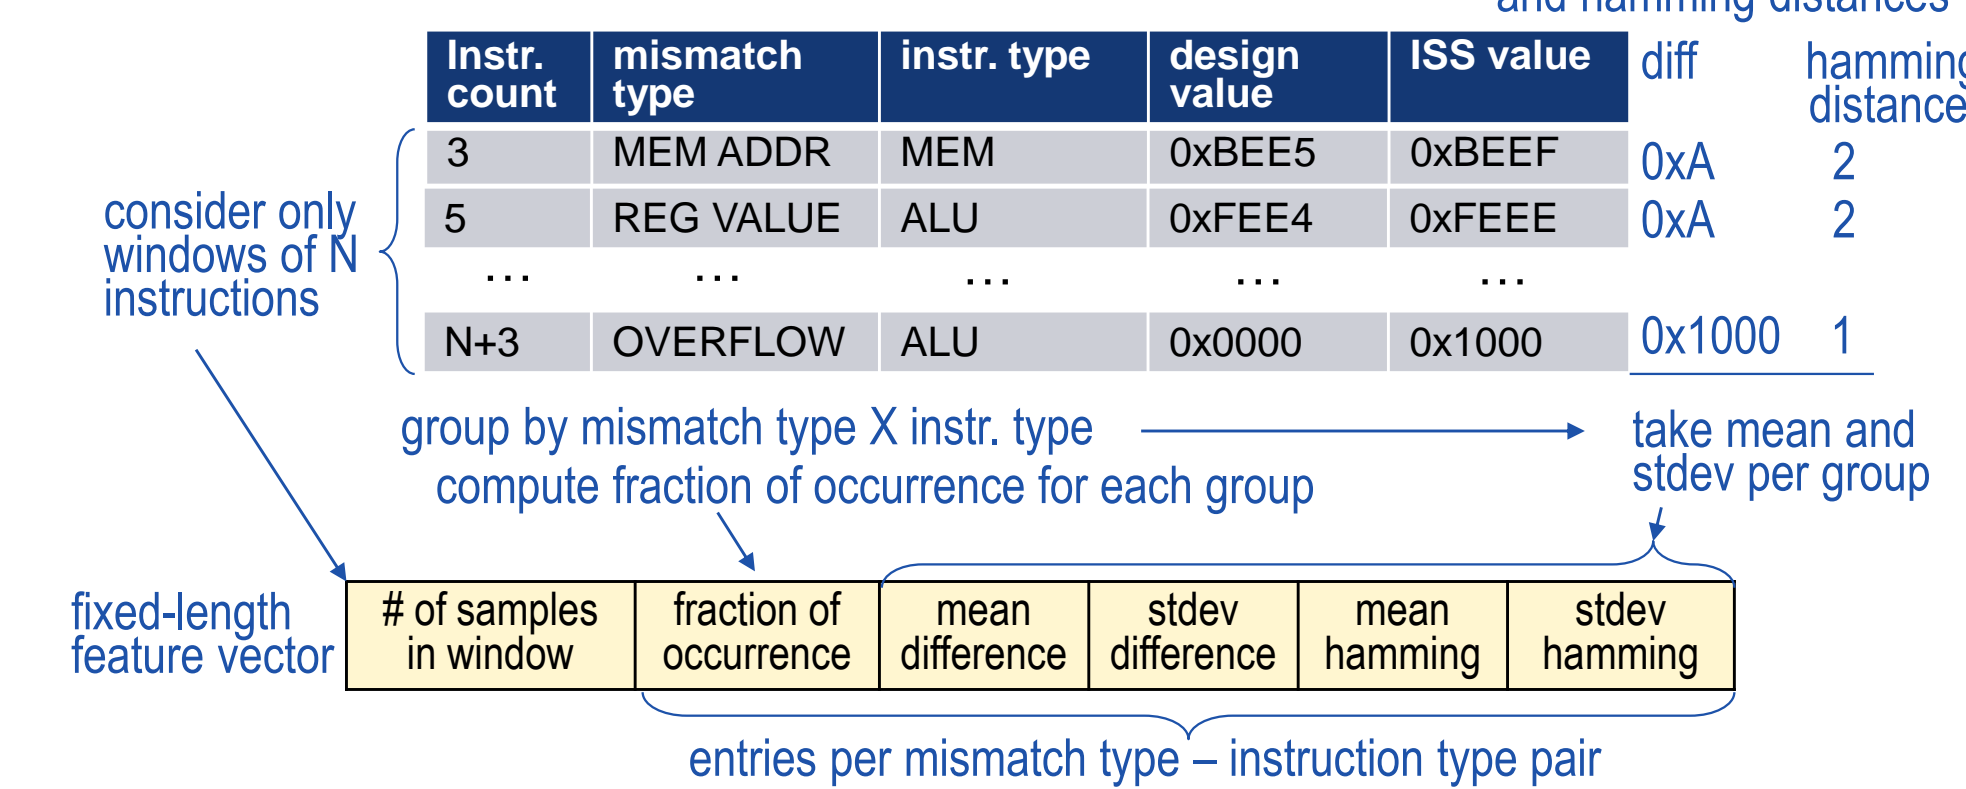 and hamming distances
Instr. count mismatch type instr. type design value ISS value diff hamming distance
3 MEM ADDR MEM 0xBEE5 0xBEEF 0xA 2
5 REG VALUE ALU 0xFEE4 0xFEEE 0xA 2
... ... ... ... ...
N+3 OVERFLOW ALU 0x0000 0x1000 0x1000 1
consider only
windows of N
instructions
group by mismatch type X instr. type
compute fraction of occurrence for each group
take mean and
stdev per group
fixed-length
feature vector
# of samples
in window
fraction of
occurrence
mean
difference
stdev
difference
mean
hamming
stdev
hamming
entries per mismatch type – instruction type pair